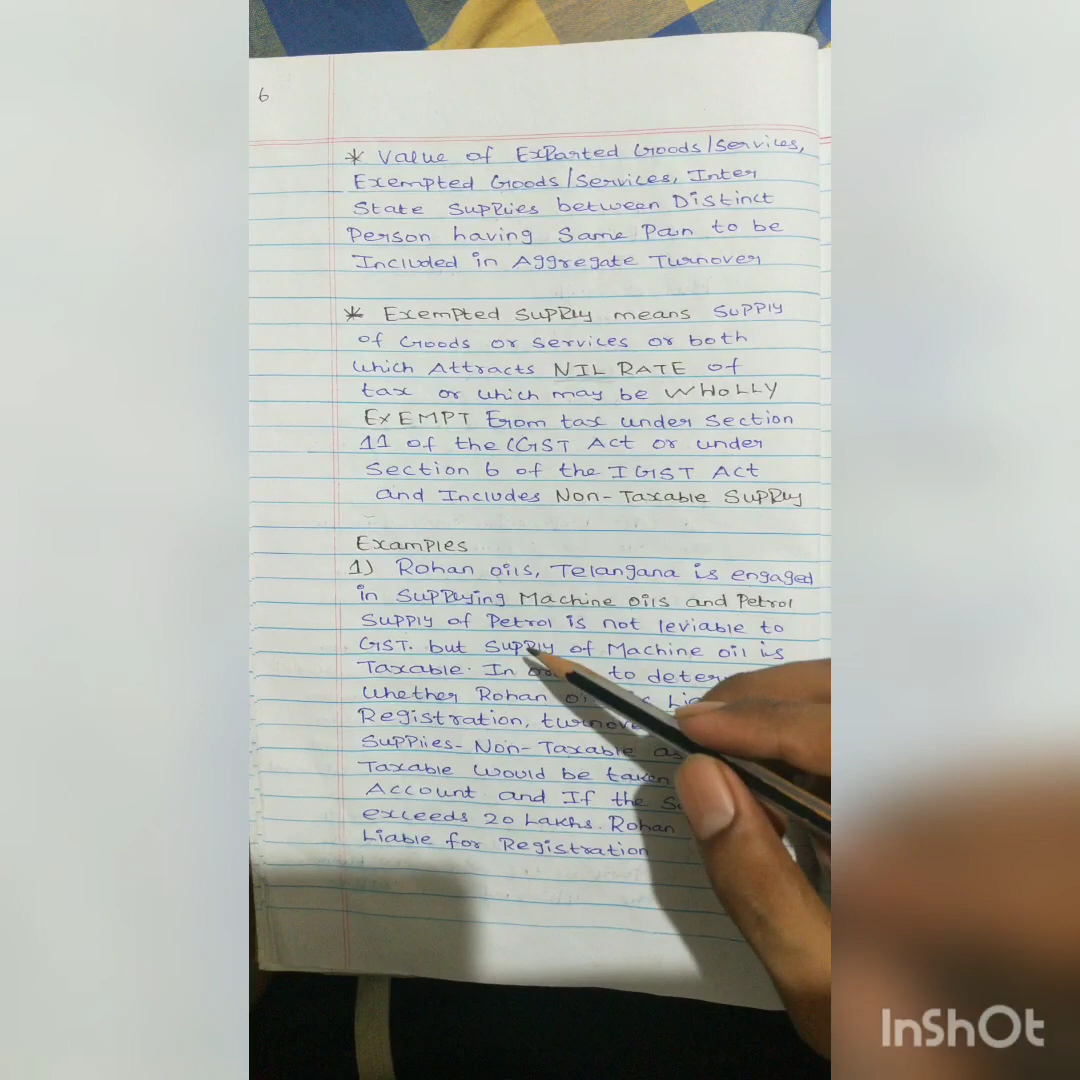 6
* Value of Exported Goods/Services,
Exempted Goods/Services, Inter
State Supplies between Distinct
Person having Same Pan to be
Included in Aggregate Turnover
* Exempted Supply means Supply
of Goods or Services or both
which Attracts NIL RATE of
tax or which may be WHOLLY
EXEMPT From tax under Section
11 of the CGST Act or under
Section 6 of the IGST Act
and Includes Non-Taxable Supply
Examples
1) Rohan oils, Telangana is engaged
in Supplying Machine oils and Petrol
Supply of Petrol is not leviable to
GST. but Supply of Machine oil is
Taxable. In to
whether Rohan
Registration,
Supplies-Non-Taxable
Taxable would be taken
Account and If the
exceeds 20 Lakhs. Rohan
Liable for Registration
InShOt